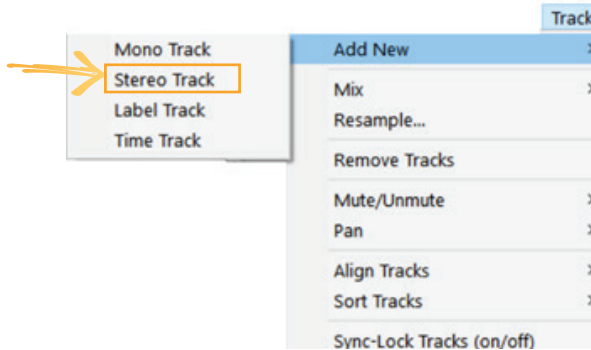 Track
Mono Track
Stereo Track
Label Track
Time Track
Add New
Mix
Resample...
Remove Tracks
Mute/Unmute
Pan
Align Tracks
Sort Tracks
Sync-Lock Tracks (on/off)